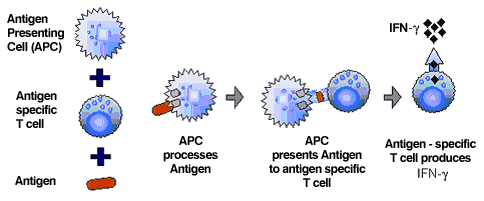 Antigen
Presenting
Cell (APC)
Antigen
specific
T cell
Antigen
APC
processes
Antigen
APC
presents Antigen
to antigen specific
T cell
IFN-γ
Antigen - specific
T cell produces
IFN-γ